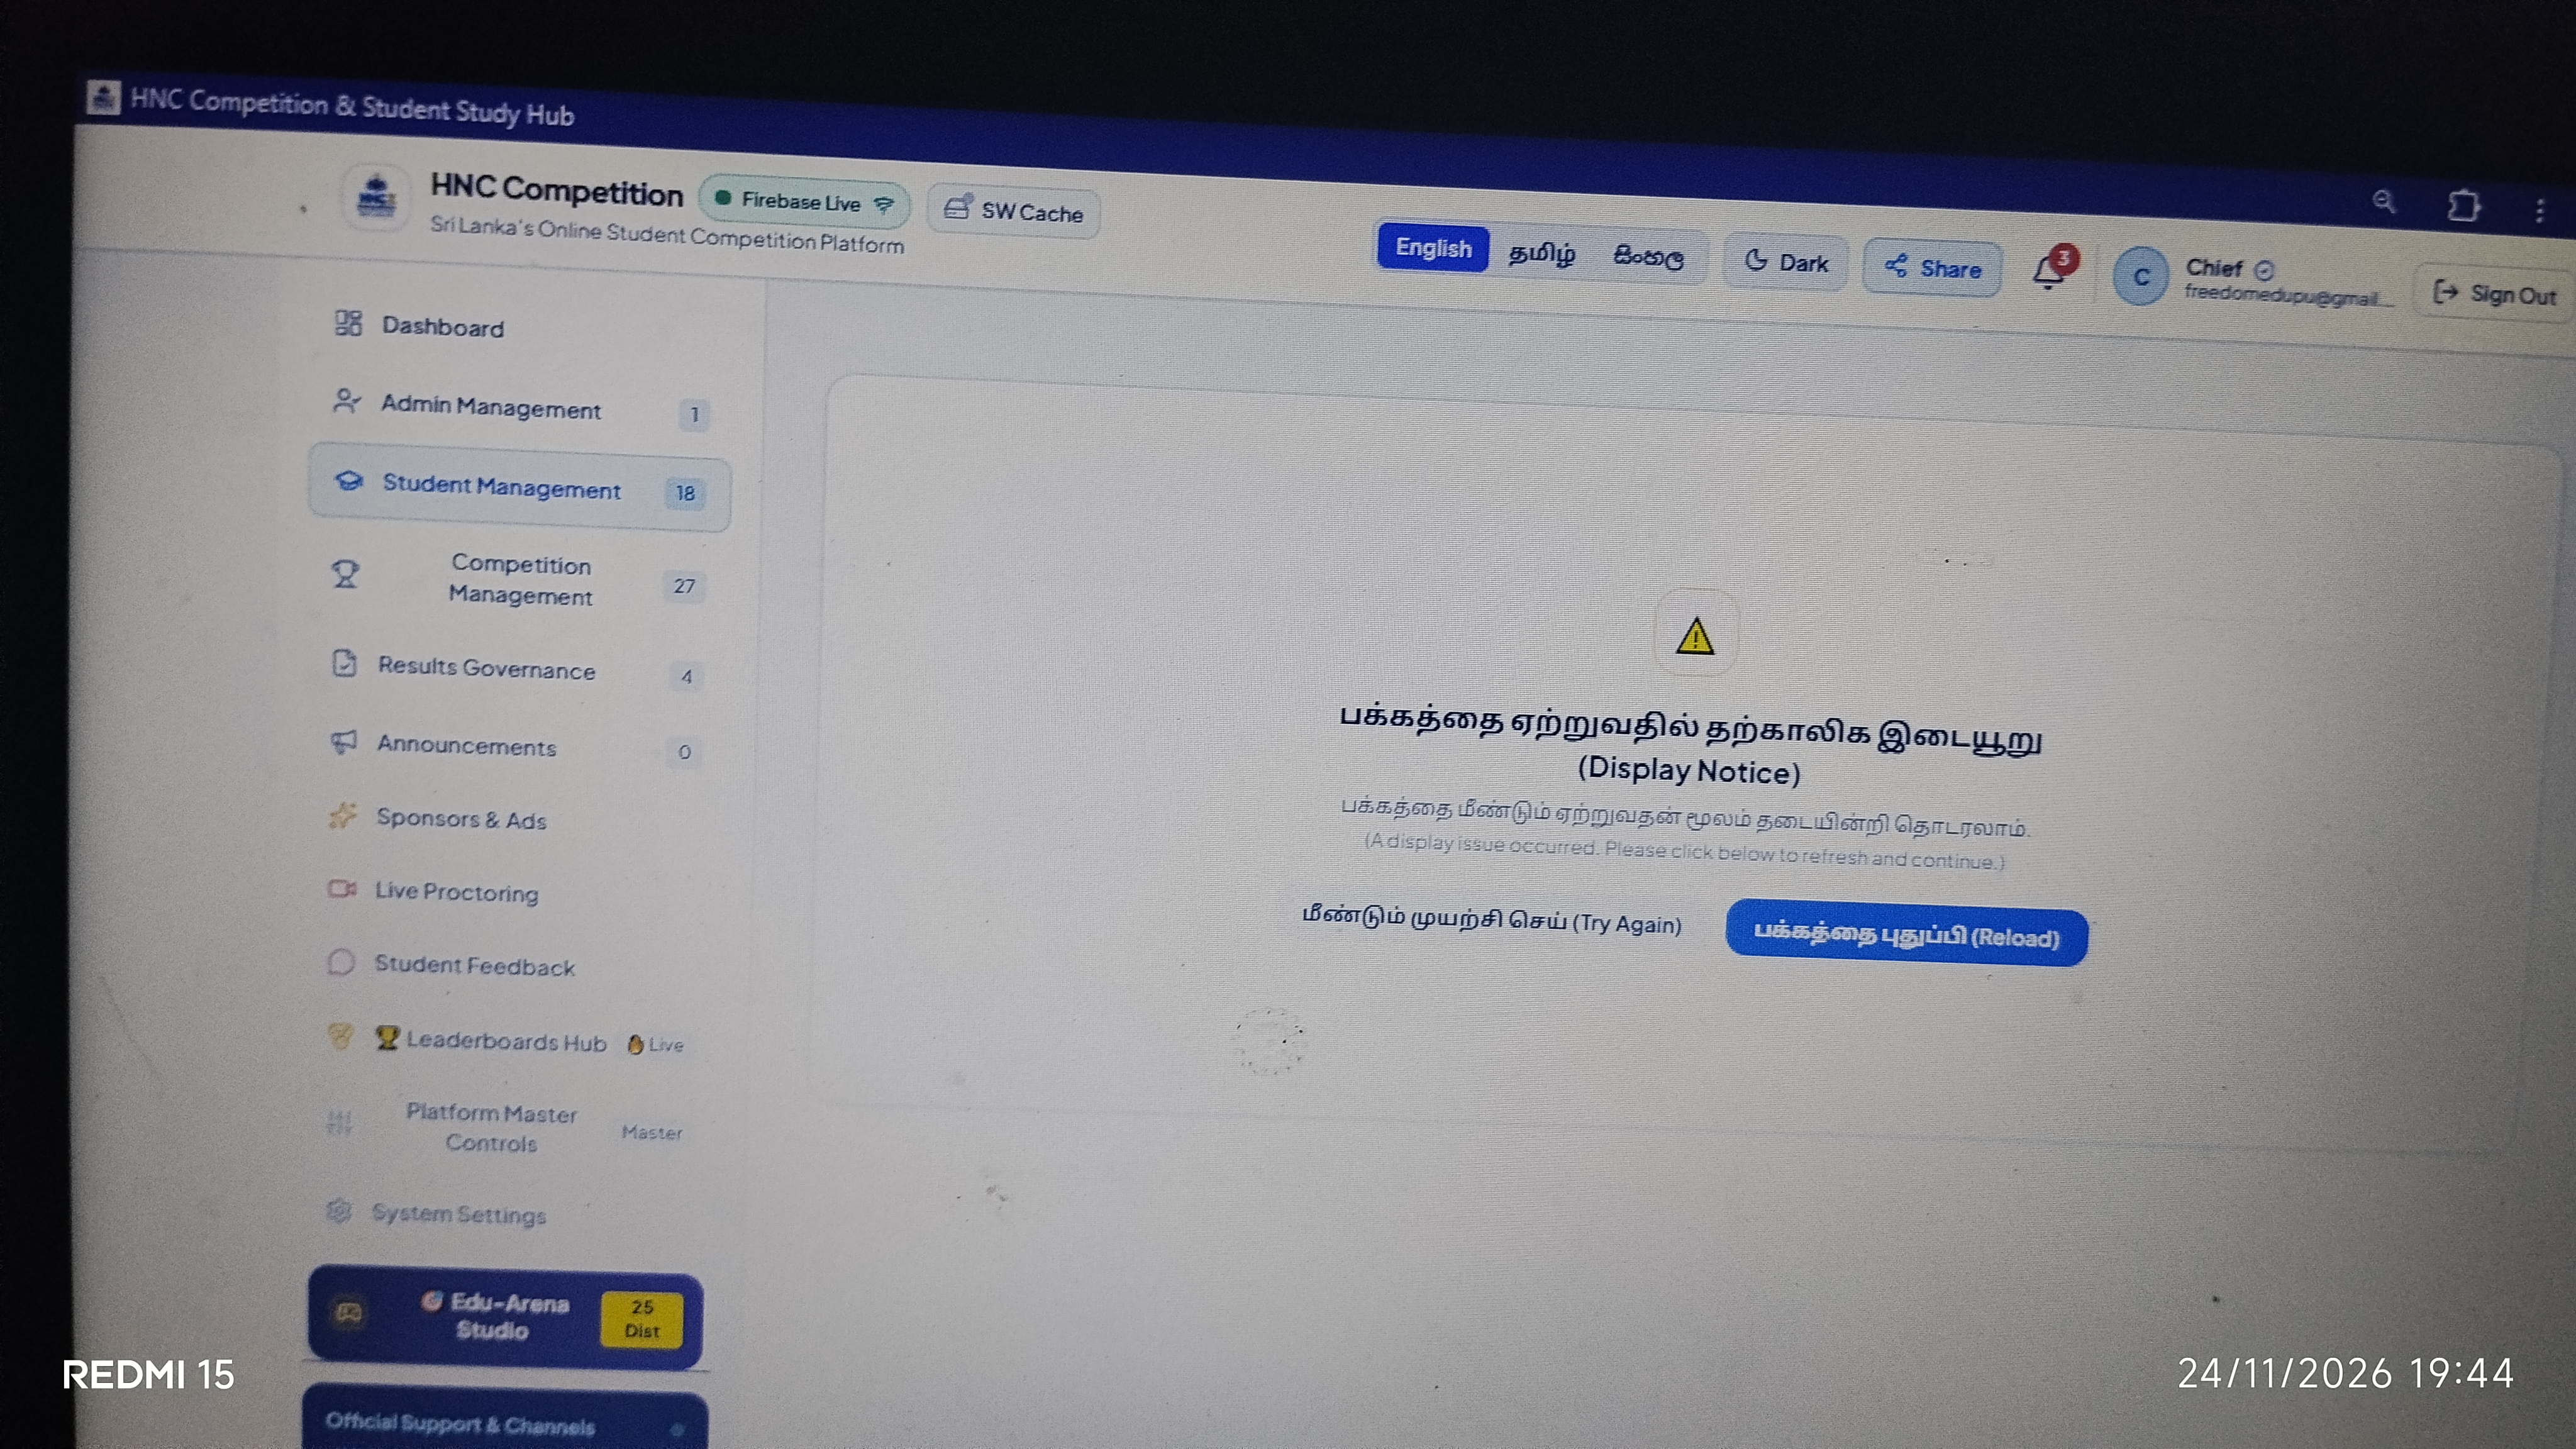 HNC Competition & Student Study Hub
HNC Competition
Firebase Live
SW Cache
Sri Lanka's Online Student Competition Platform
English
தமிழ்
සිංහල
Dark
Share
3
C
Chief
freedomedupu@gmail...
Sign Out
Dashboard
Admin Management 1
Student Management 18
Competition
Management
27
Results Governance 4
Announcements 0
Sponsors & Ads
Live Proctoring
Student Feedback
Leaderboards Hub Live
Platform Master
Controls
Master
System Settings
Edu-Arena
Studio
25
Dist
Official Support & Channels
பக்கத்தை ஏற்றுவதில் தற்காலிக இடையூறு
(Display Notice)
பக்கத்தை மீண்டும் ஏற்றுவதன் மூலம் தடையின்றி தொடரலாம்.
(A display issue occurred. Please click below to refresh and continue.)
மீண்டும் முயற்சி செய் (Try Again)
பக்கத்தை புதுப்பி (Reload)
REDMI 15
24/11/2026 19:44